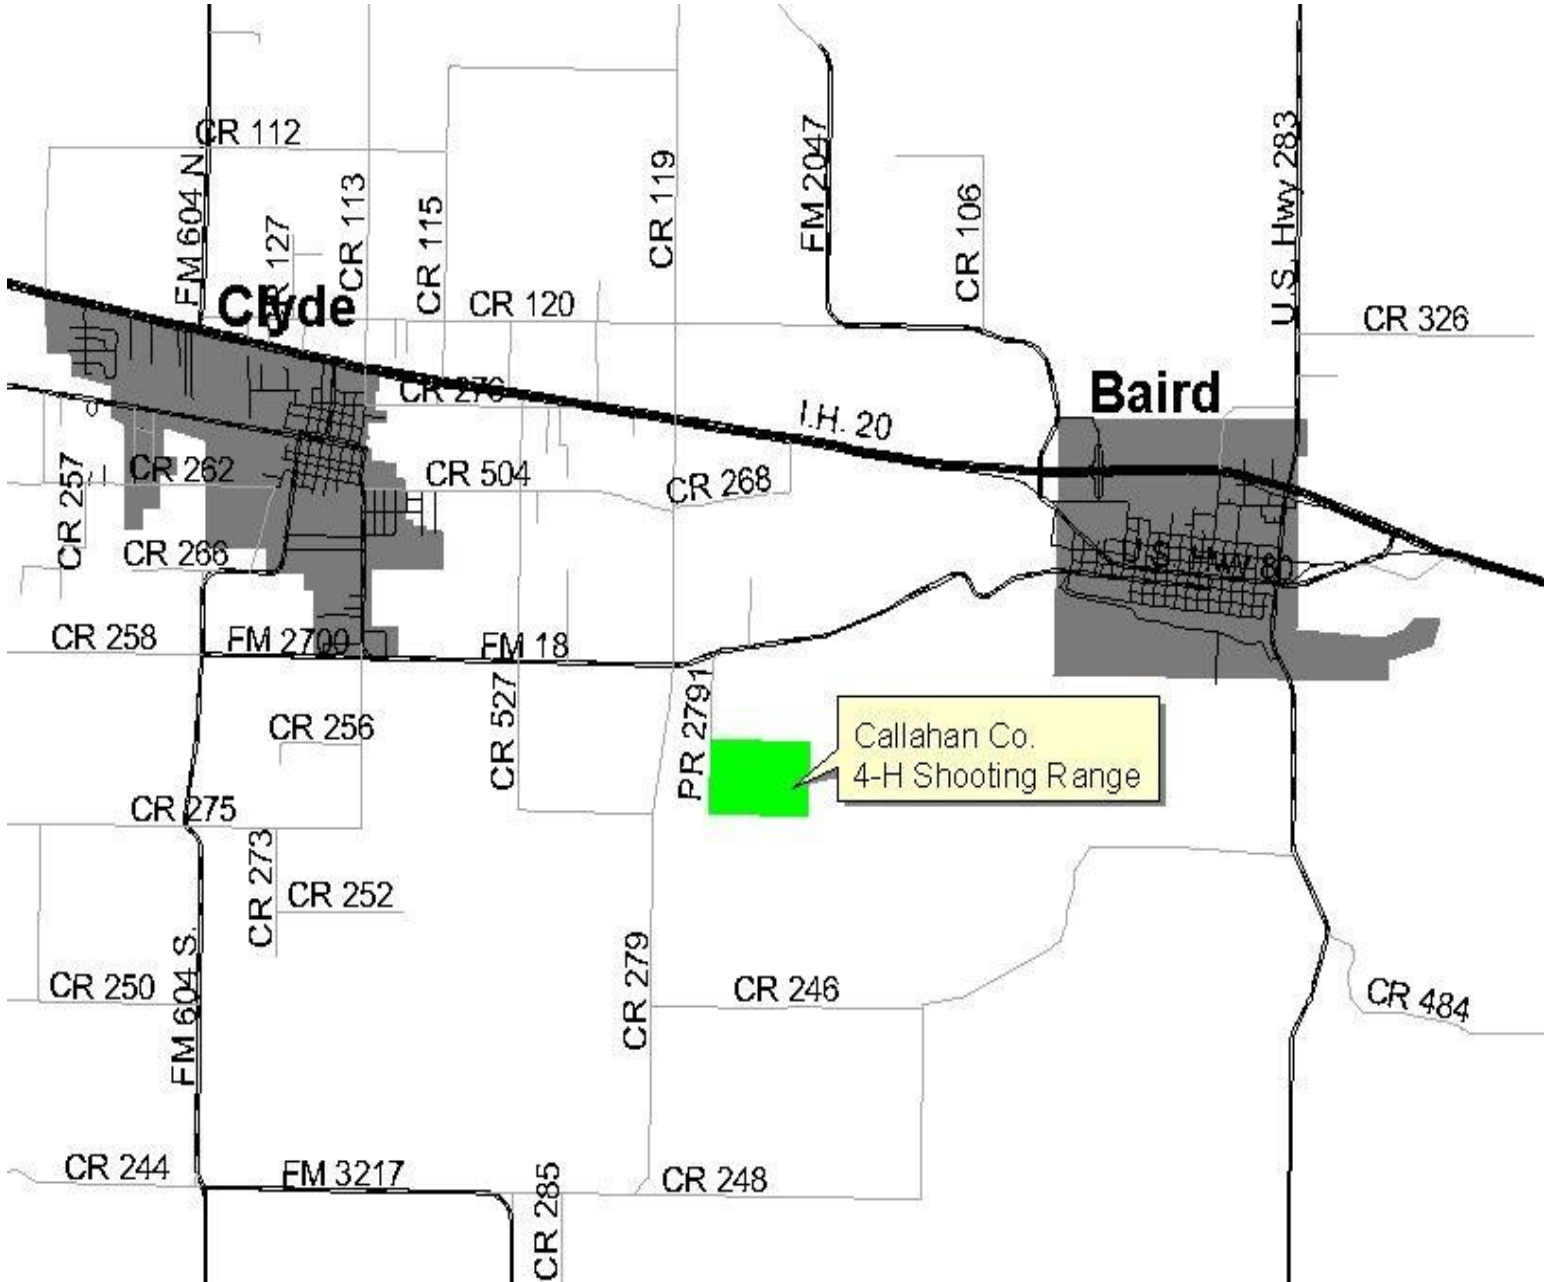 CR 112
FM 604 N
CR 127
CR 113
CR 115
CR 119
FM 2047
CR 106
U.S. Hwy 283
Clyde
CR 120
CR 326
Baird
CR 276
I.H. 20
CR 257
CR 262
CR 504
CR 268
CR 266
U.S. HW 80
CR 258
FM 2700
FM 18
CR 527
PR 2791
CR 256
Callahan Co.
4-H Shooting Range
CR 275
CR 273
CR 252
FM 604 S.
CR 250
CR 279
CR 246
CR 484
CR 244
FM 3217
CR 285
CR 248